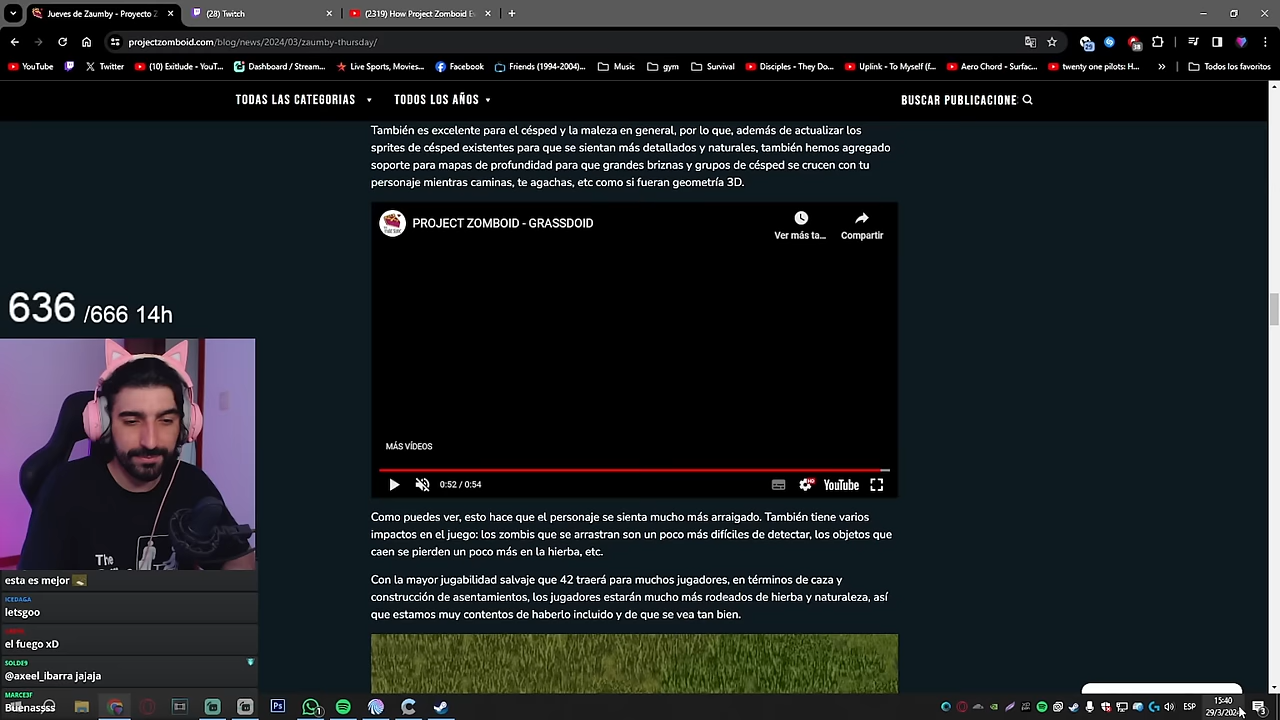 Jueves de Zaumby - Proyecto Z
(28) Twitch
(2319) How Project Zomboid E
projectzomboid.com/blog/news/2024/03/zaumby-thursday/
YouTube
Twitter
(10) Exitlude - YouT...
Dashboard / Stream...
Live Sports, Movies...
Facebook
Friends (1994-2004)...
Music
gym
Survival
Disciples - They Do...
Uplink - To Myself (f...
Aero Chord - Surfac...
twenty one pilots: H...
Todos los favoritos
TODAS LAS CATEGORIAS
TODOS LOS AÑOS
BUSCAR PUBLICACIONE
También es excelente para el césped y la maleza en general, por lo que, además de actualizar los
sprites de césped existentes para que se sientan más detallados y naturales, también hemos agregado
soporte para mapas de profundidad para que grandes briznas y grupos de césped se crucen con tu
personaje mientras caminas, te agachas, etc como si fueran geometría 3D.
PROJECT ZOMBOID - GRASSDOID
Ver más ta...
Compartir
MÁS VÍDEOS
0:52 / 0:54
YouTube
Como puedes ver, esto hace que el personaje se sienta mucho más arraigado. También tiene varios
impactos en el juego: los zombis que se arrastran son un poco más difíciles de detectar, los objetos que
caen se pierden un poco más en la hierba, etc.
Con la mayor jugabilidad salvaje que 42 traerá para muchos jugadores, en términos de caza y
construcción de asentamientos, los jugadores estarán mucho más rodeados de hierba y naturaleza, así
que estamos muy contentos de haberlo incluido y de que se vea tan bien.
636 /666 14h
The
esta es mejor
ICEDAGA
letsgoo
el fuego xD
SOLDE9
@axeel_ibarra jajaja
MARCE3F
Buenasss
ESP
15:40
29/3/2024